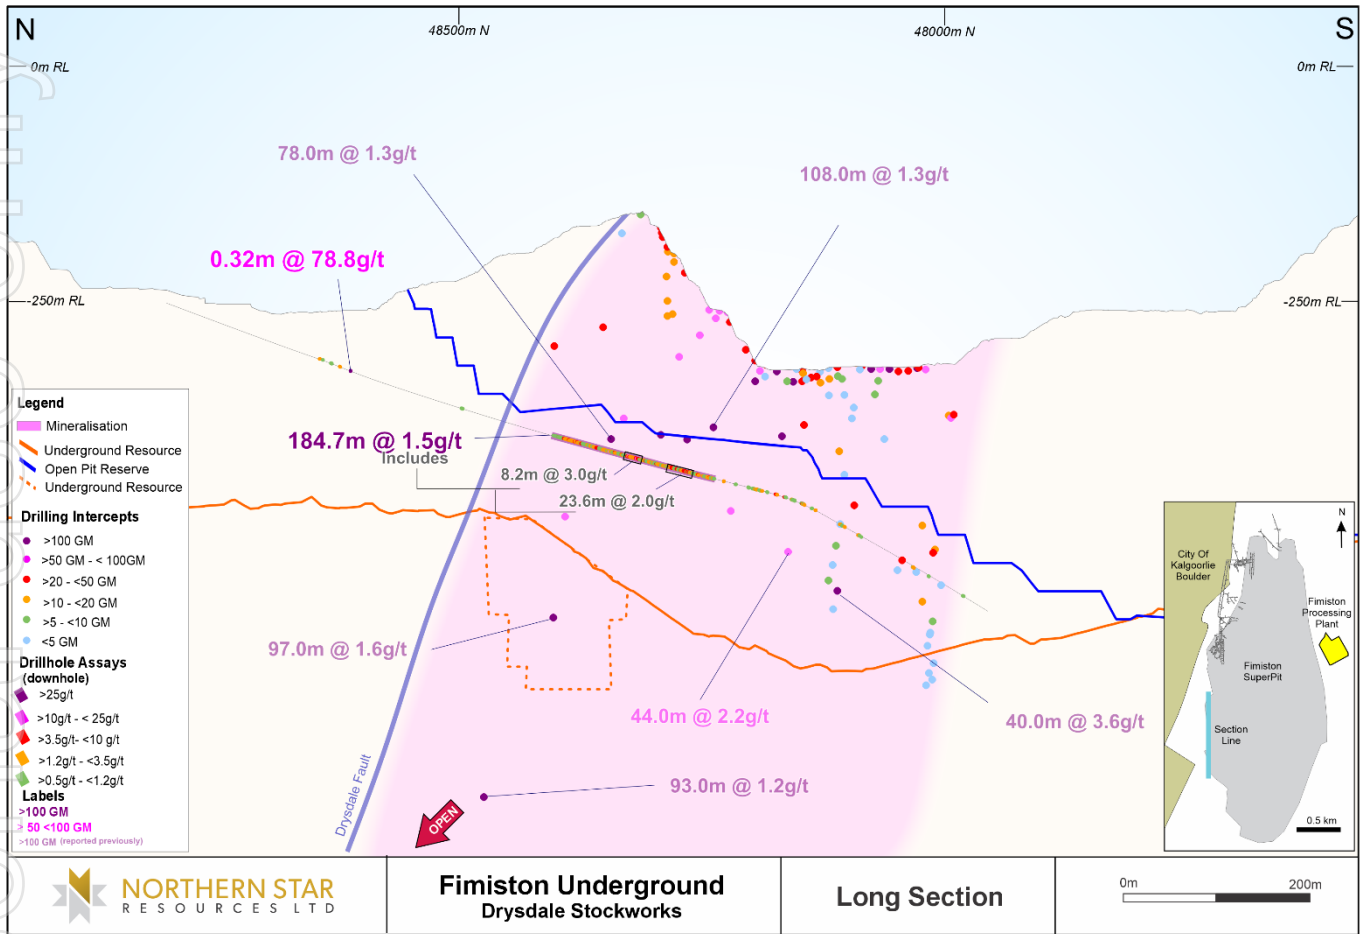 N
48500m N
48000m N
S
0m RL
0m RL
78.0m @ 1.3g/t
108.0m @ 1.3g/t
0.32m @ 78.8g/t
-250m RL
-250m RL
184.7m @ 1.5g/t
Includes
8.2m @ 3.0g/t
23.6m @ 2.0g/t
97.0m @ 1.6g/t
44.0m @ 2.2g/t
40.0m @ 3.6g/t
93.0m @ 1.2g/t
OPEN
Drysdale Fault
Legend
Mineralisation
Underground Resource
Open Pit Reserve
Underground Resource
Drilling Intercepts
>100 GM
>50 GM - < 100GM
>20 - <50 GM
>10 - <20 GM
>5 - <10 GM
<5 GM
Drillhole Assays
(downhole)
>25g/t
>10g/t - < 25g/t
>3.5g/t- <10 g/t
>1.2g/t - <3.5g/t
>0.5g/t - <1.2g/t
Labels
>100 GM
> 50 <100 GM
>100 GM (reported previously)
N
City Of
Kalgoorlie
Boulder
Fimiston
Processing
Plant
Fimiston
SuperPit
Section
Line
0.5 km
NORTHERN STAR
RESOURCES LTD
Fimiston Underground
Drysdale Stockworks
Long Section
0m
200m